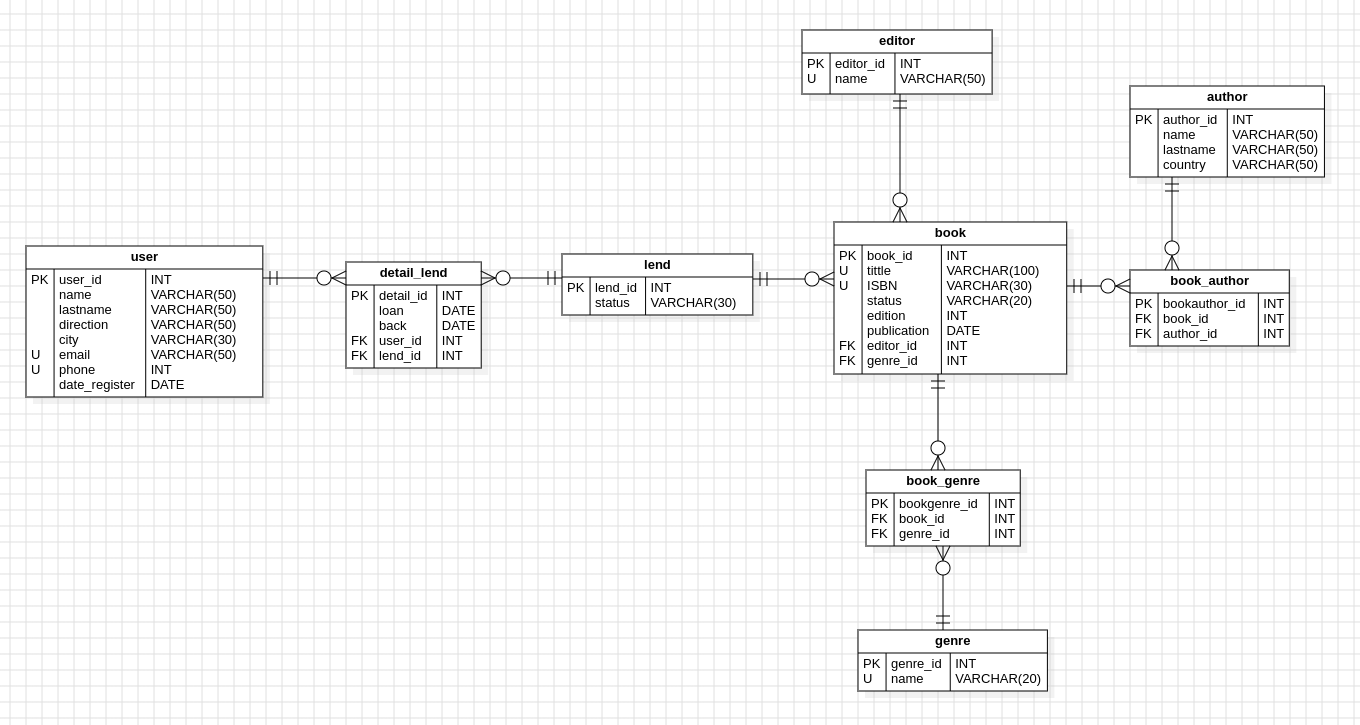 editor
PK editor_id INT
U name VARCHAR(50)
author
PK author_id INT
name VARCHAR(50)
lastname VARCHAR(50)
country VARCHAR(50)
user
PK user_id INT
name VARCHAR(50)
lastname VARCHAR(50)
direction VARCHAR(50)
city VARCHAR(30)
U email VARCHAR(50)
U phone INT
date_register DATE
detail_lend
PK detail_id INT
loan DATE
back DATE
FK user_id INT
FK lend_id INT
lend
PK lend_id INT
status VARCHAR(30)
book
PK book_id INT
U tittle VARCHAR(100)
U ISBN VARCHAR(30)
status VARCHAR(20)
edition INT
publication DATE
FK editor_id INT
FK genre_id INT
book_author
PK bookauthor_id INT
FK book_id INT
FK author_id INT
book_genre
PK bookgenre_id INT
FK book_id INT
FK genre_id INT
genre
PK genre_id INT
U name VARCHAR(20)